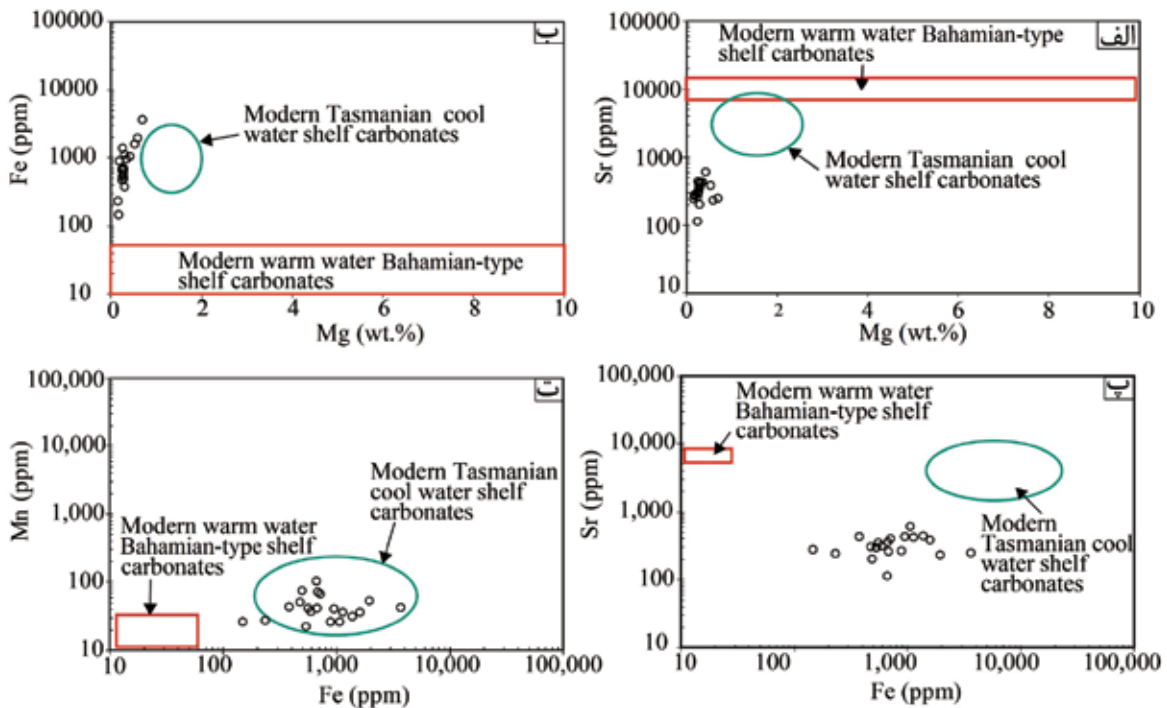 100000
10000
1000
100
10
Fe (ppm)
ب
Modern Tasmanian cool
water shelf carbonates
Modern warm water Bahamian-type
shelf carbonates
0 2 4 6 8 10
Mg (wt.%)
100000
10000
1000
100
10
Sr (ppm)
الف
Modern warm water Bahamian-type
shelf carbonates
Modern Tasmanian cool
water shelf carbonates
0 2 4 6 8 10
Mg (wt.%)
100,000
10,000
1,000
100
10
Mn (ppm)
ت
Modern Tasmanian
cool water shelf
carbonates
Modern warm water
Bahamian-type shelf
carbonates
10 100 1,000 10,000 100,000
Fe (ppm)
100,000
10,000
1,000
100
10
Sr (ppm)
پ
Modern warm water
Bahamian-type shelf
carbonates
Modern
Tasmanian cool
water shelf
carbonates
10 100 1,000 10,000 100,000
Fe (ppm)